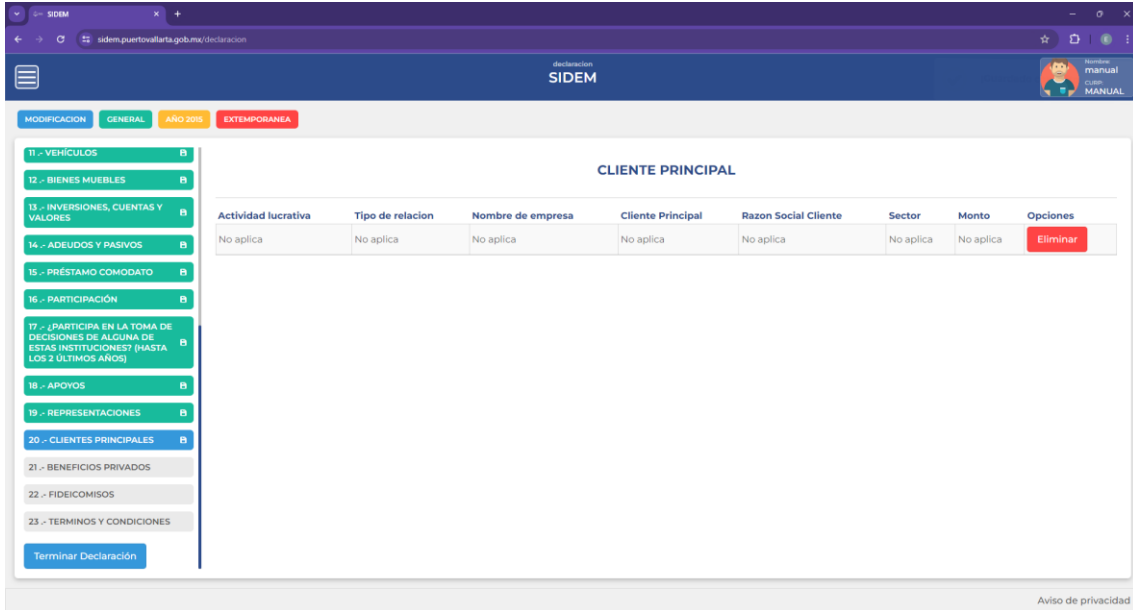 SIDEM
sidem.puertovallarta.gob.mx/declaracion
declaracion
SIDEM
Nombre:
manual
CURP:
MANUAL
MODIFICACION GENERAL AÑO 2015 EXTEMPORANEA
11 .- VEHÍCULOS
12 .- BIENES MUEBLES
13 .- INVERSIONES, CUENTAS Y
VALORES
14 .- ADEUDOS Y PASIVOS
15 .- PRÉSTAMO COMODATO
16 .- PARTICIPACIÓN
17 .- ¿PARTICIPA EN LA TOMA DE
DECISIONES DE ALGUNA DE
ESTAS INSTITUCIONES? (HASTA
LOS 2 ÚLTIMOS AÑOS)
18 .- APOYOS
19 .- REPRESENTACIONES
20 .- CLIENTES PRINCIPALES
21 .- BENEFICIOS PRIVADOS
22 .- FIDEICOMISOS
23 .- TERMINOS Y CONDICIONES
Terminar Declaración
CLIENTE PRINCIPAL
Actividad lucrativa Tipo de relacion Nombre de empresa Cliente Principal Razon Social Cliente Sector Monto Opciones
No aplica No aplica No aplica No aplica No aplica No aplica No aplica Eliminar
Aviso de privacidad